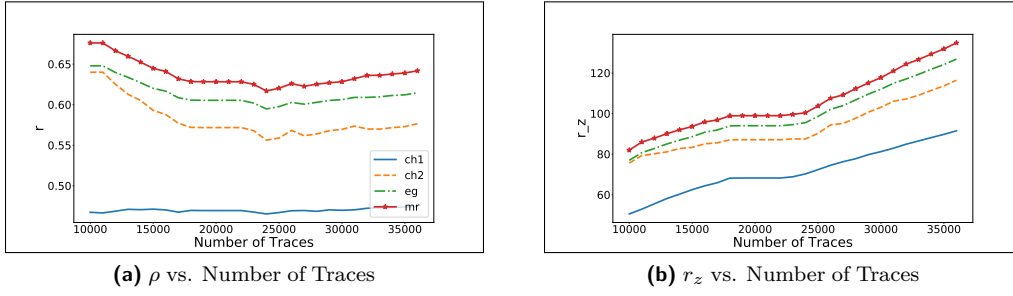 r
0.65
0.60
0.55
0.50
ch1
ch2
eg
mr
10000 15000 20000 25000 30000 35000
Number of Traces
(a) ρ vs. Number of Traces
r_z
120
100
80
60
10000 15000 20000 25000 30000 35000
Number of Traces
(b) r_z vs. Number of Traces